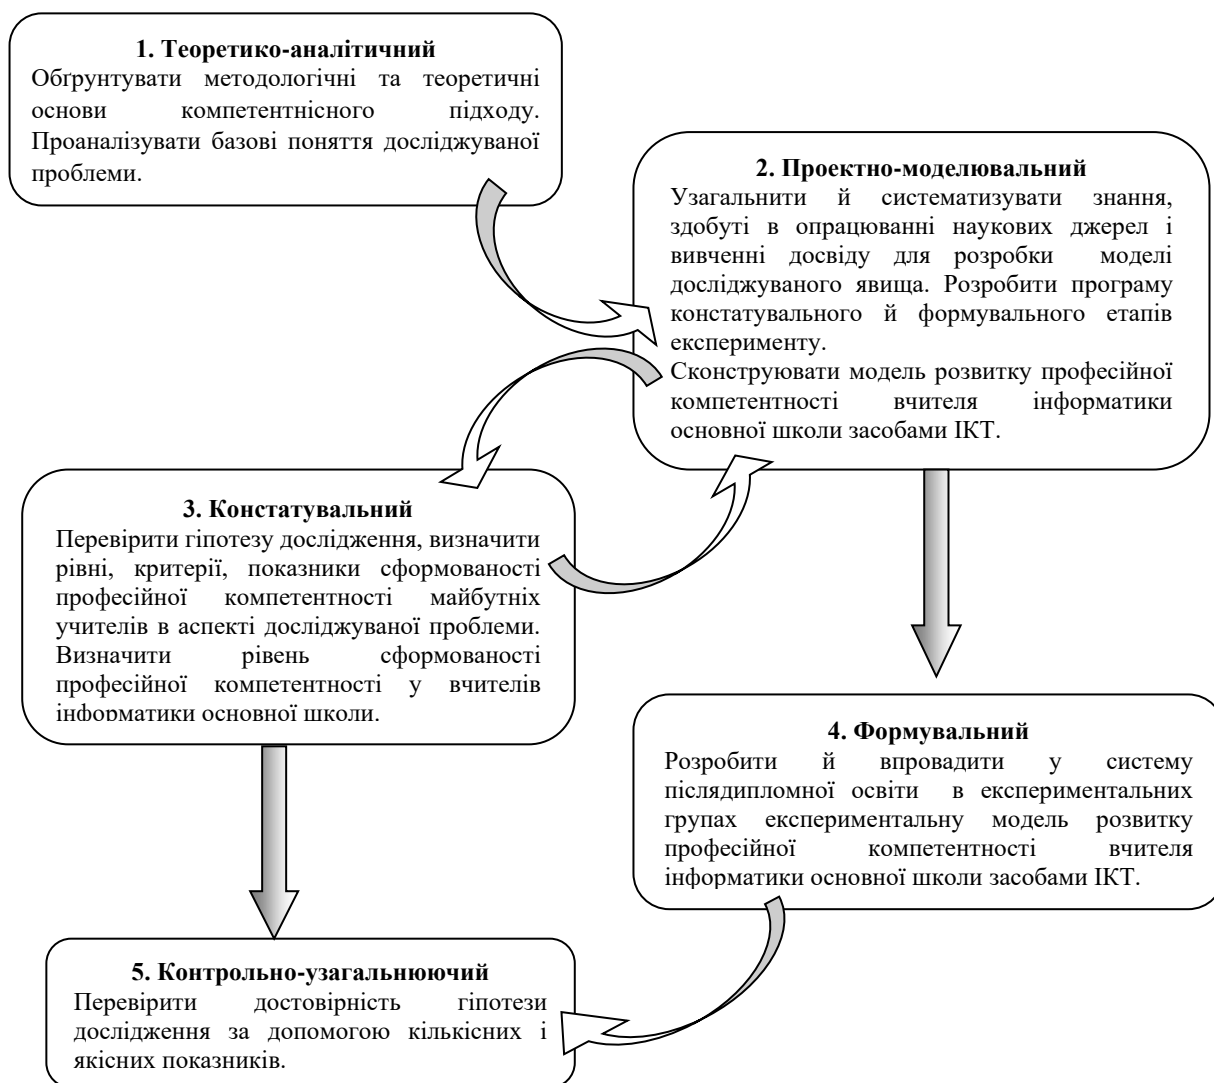 1. Теоретико-аналітичний
Обґрунтувати методологічні та теоретичні
основи компетентнісного підходу.
Проаналізувати базові поняття досліджуваної
проблеми.
2. Проектно-моделювальний
Узагальнити й систематизувати знання,
здобуті в опрацюванні наукових джерел і
вивченні досвіду для розробки моделі
досліджуваного явища. Розробити програму
констатувального й формувального етапів
експерименту.
Сконструювати модель розвитку професійної
компетентності вчителя інформатики
основної школи засобами ІКТ.
3. Констатувальний
Перевірити гіпотезу дослідження, визначити
рівні, критерії, показники сформованості
професійної компетентності майбутніх
учителів в аспекті досліджуваної проблеми.
Визначити рівень сформованості
професійної компетентності у вчителів
інформатики основної школи.
4. Формувальний
Розробити й впровадити у систему
післядипломної освіти в експериментальних
групах експериментальну модель розвитку
професійної компетентності вчителя
інформатики основної школи засобами ІКТ.
5. Контрольно-узагальнюючий
Перевірити достовірність гіпотези
дослідження за допомогою кількісних і
якісних показників.